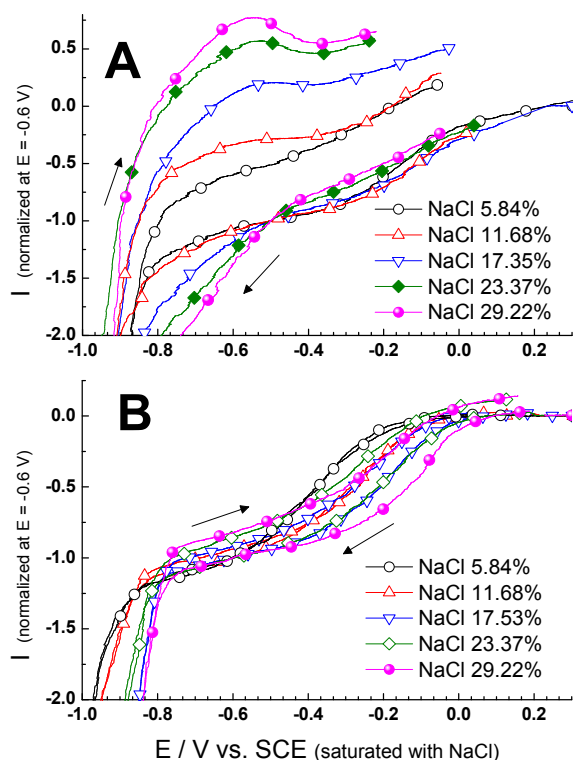 A
I (normalized at E = -0.6 V)
0.5
0.0
-0.5
-1.0
-1.5
-2.0
NaCl 5.84%
NaCl 11.68%
NaCl 17.35%
NaCl 23.37%
NaCl 29.22%
-1.0 -0.8 -0.6 -0.4 -0.2 0.0 0.2
B
I (normalized at E = -0.6 V)
0.0
-0.5
-1.0
-1.5
-2.0
NaCl 5.84%
NaCl 11.68%
NaCl 17.53%
NaCl 23.37%
NaCl 29.22%
-1.0 -0.8 -0.6 -0.4 -0.2 0.0 0.2
E / V vs. SCE (saturated with NaCl)